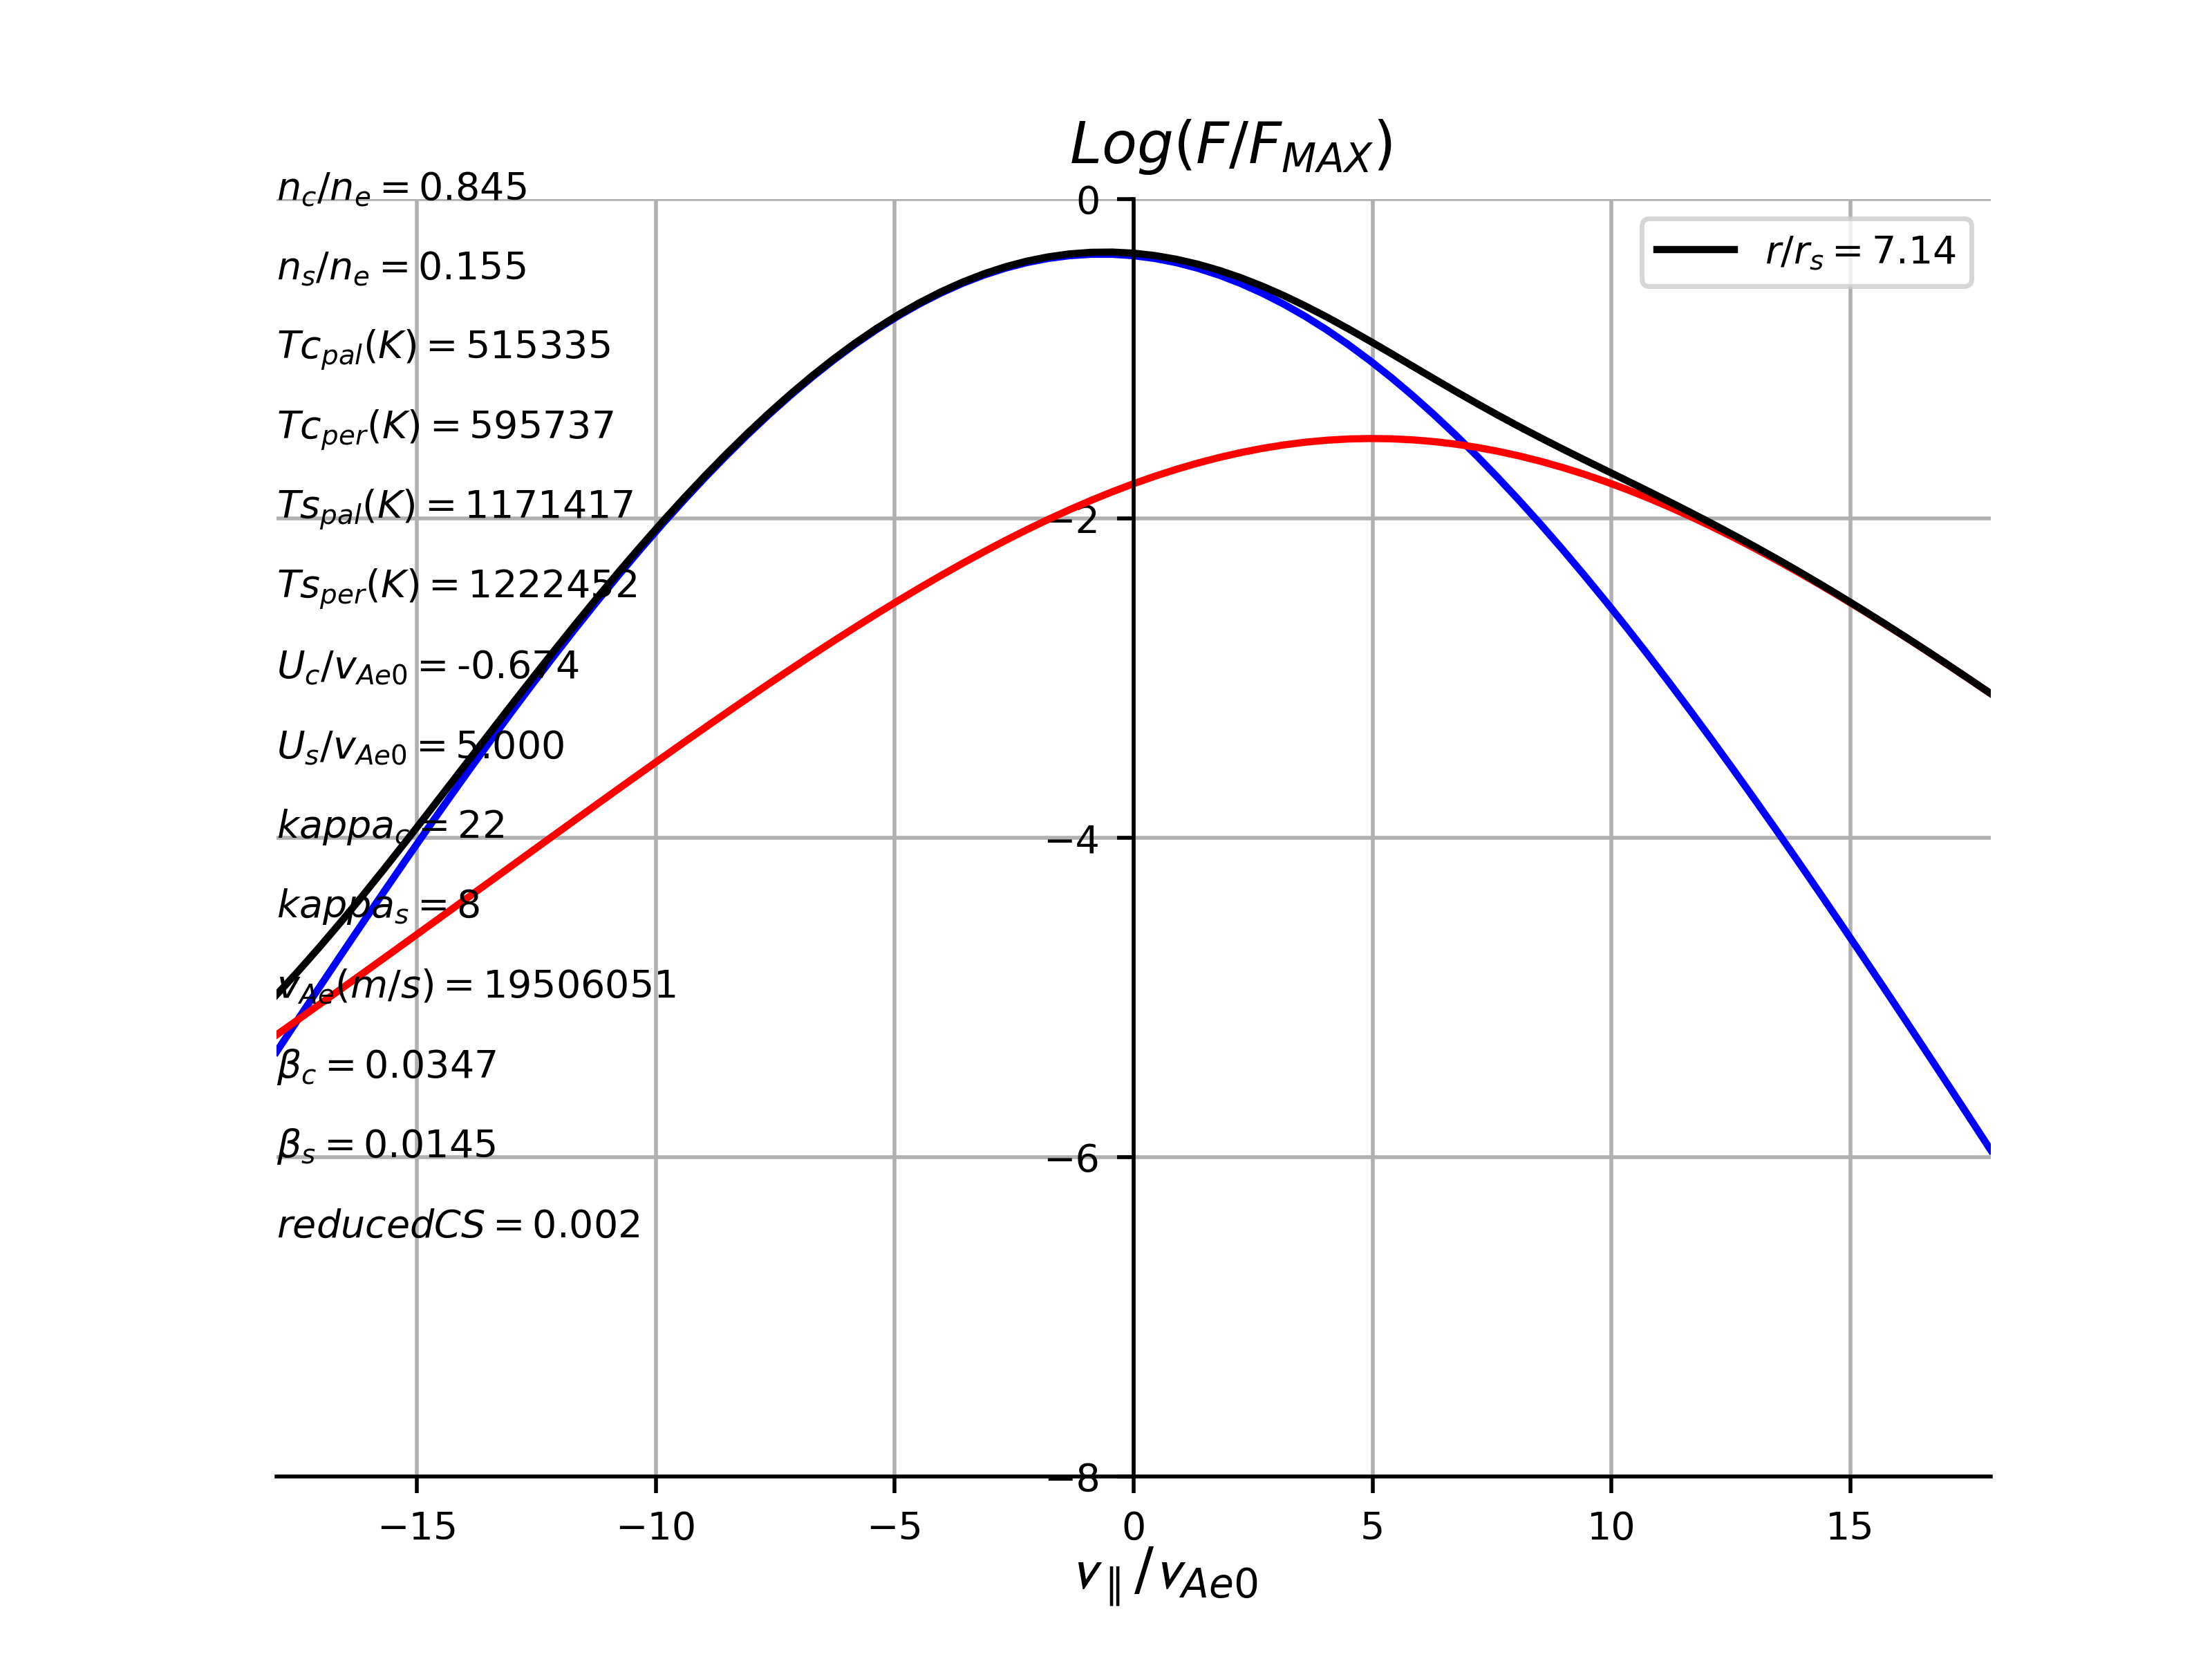 Log(F/F_MAX)
n_c/n_e = 0.845
n_s/n_e = 0.155
Tc_pal(K) = 515335
Tc_per(K) = 595737
Ts_pal(K) = 1171417
Ts_per(K) = 1222452
U_c/v_Ae0 = -0.674
U_s/v_Ae0 = 5.000
kappa_c = 22
kappa_s = 8
v_Ae(m/s) = 19506051
β_c = 0.0347
β_s = 0.0145
reducedCS = 0.002
r/r_s = 7.14
0
−2
−4
−6
−8
−15 −10 −5 0 5 10 15
v_∥/v_Ae0